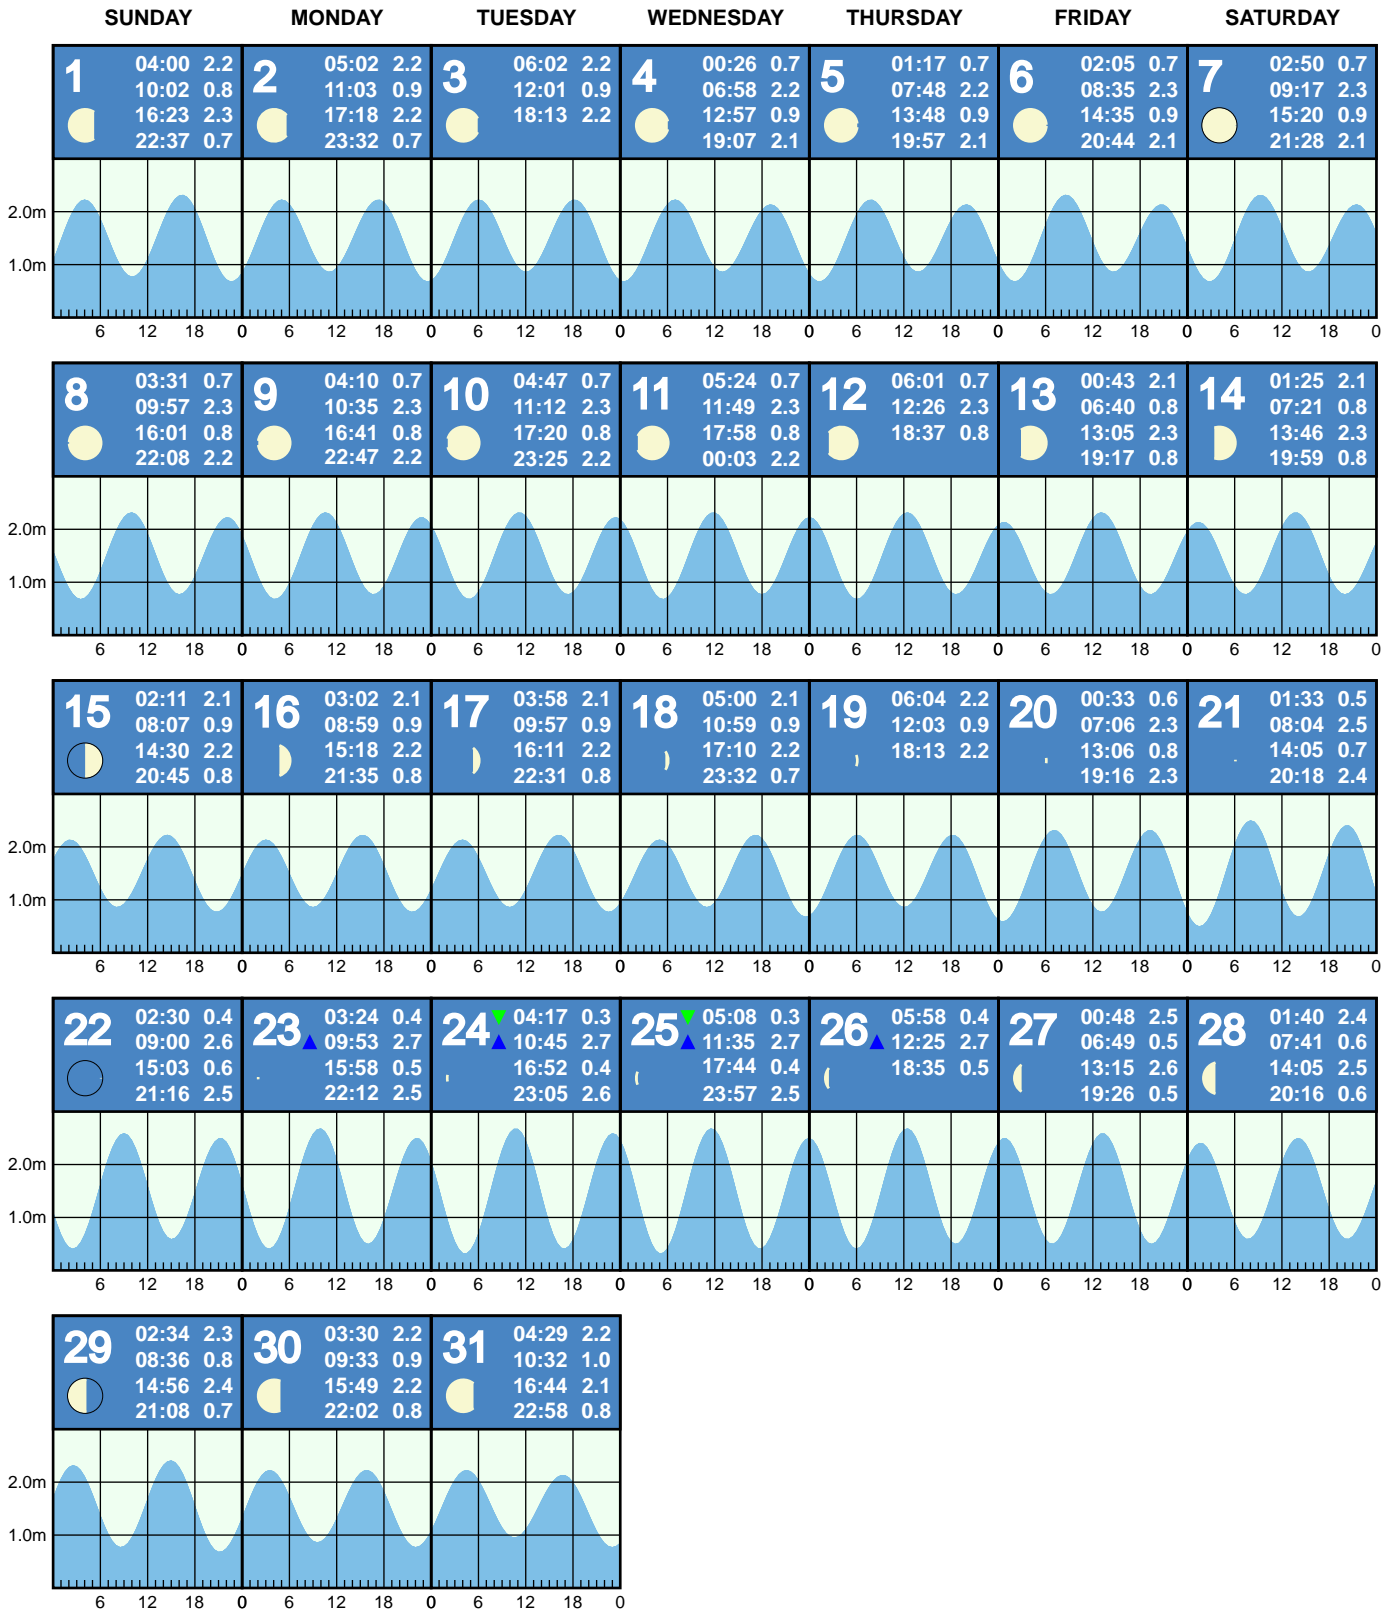 SUNDAY MONDAY TUESDAY WEDNESDAY THURSDAY FRIDAY SATURDAY
1 04:00 2.2
10:02 0.8
16:23 2.3
22:37 0.7
2 05:02 2.2
11:03 0.9
17:18 2.2
23:32 0.7
3 06:02 2.2
12:01 0.9
18:13 2.2
4 00:26 0.7
06:58 2.2
12:57 0.9
19:07 2.1
5 01:17 0.7
07:48 2.2
13:48 0.9
19:57 2.1
6 02:05 0.7
08:35 2.3
14:35 0.9
20:44 2.1
7 02:50 0.7
09:17 2.3
15:20 0.9
21:28 2.1
2.0m
1.0m
6 12 18 0 6 12 18 0 6 12 18 0 6 12 18 0 6 12 18 0 6 12 18 0 6 12 18 0
8 03:31 0.7
09:57 2.3
16:01 0.8
22:08 2.2
9 04:10 0.7
10:35 2.3
16:41 0.8
22:47 2.2
10 04:47 0.7
11:12 2.3
17:20 0.8
23:25 2.2
11 05:24 0.7
11:49 2.3
17:58 0.8
00:03 2.2
12 06:01 0.7
12:26 2.3
18:37 0.8
13 00:43 2.1
06:40 0.8
13:05 2.3
19:17 0.8
14 01:25 2.1
07:21 0.8
13:46 2.3
19:59 0.8
2.0m
1.0m
6 12 18 0 6 12 18 0 6 12 18 0 6 12 18 0 6 12 18 0 6 12 18 0 6 12 18 0
15 02:11 2.1
08:07 0.9
14:30 2.2
20:45 0.8
16 03:02 2.1
08:59 0.9
15:18 2.2
21:35 0.8
17 03:58 2.1
09:57 0.9
16:11 2.2
22:31 0.8
18 05:00 2.1
10:59 0.9
17:10 2.2
23:32 0.7
19 06:04 2.2
12:03 0.9
18:13 2.2
20 00:33 0.6
07:06 2.3
13:06 0.8
19:16 2.3
21 01:33 0.5
08:04 2.5
14:05 0.7
20:18 2.4
2.0m
1.0m
6 12 18 0 6 12 18 0 6 12 18 0 6 12 18 0 6 12 18 0 6 12 18 0 6 12 18 0
22 02:30 0.4
09:00 2.6
15:03 0.6
21:16 2.5
23 03:24 0.4
09:53 2.7
15:58 0.5
22:12 2.5
24 04:17 0.3
10:45 2.7
16:52 0.4
23:05 2.6
25 05:08 0.3
11:35 2.7
17:44 0.4
23:57 2.5
26 05:58 0.4
12:25 2.7
18:35 0.5
27 00:48 2.5
06:49 0.5
13:15 2.6
19:26 0.5
28 01:40 2.4
07:41 0.6
14:05 2.5
20:16 0.6
2.0m
1.0m
6 12 18 0 6 12 18 0 6 12 18 0 6 12 18 0 6 12 18 0 6 12 18 0 6 12 18 0
29 02:34 2.3
08:36 0.8
14:56 2.4
21:08 0.7
30 03:30 2.2
09:33 0.9
15:49 2.2
22:02 0.8
31 04:29 2.2
10:32 1.0
16:44 2.1
22:58 0.8
2.0m
1.0m
6 12 18 0 6 12 18 0 6 12 18 0